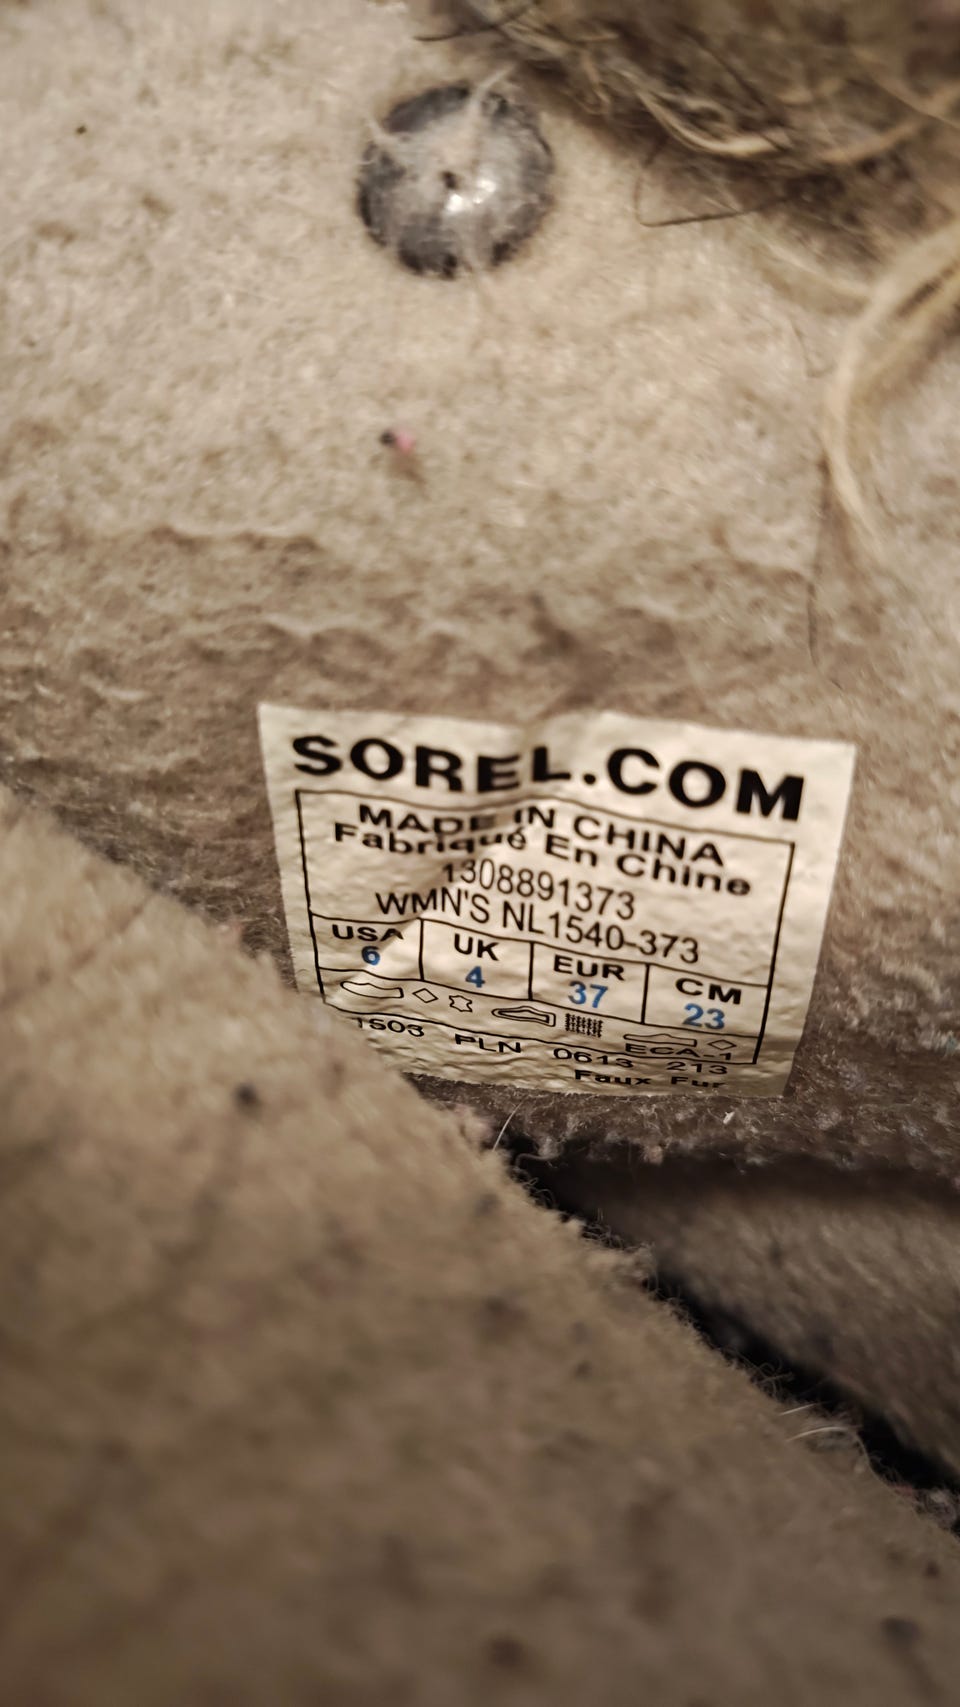 SOREL.COM
MADE IN CHINA
Fabriqué En Chine
1308891373
WMN'S NL1540-373
USA UK EUR CM
6 4 37 23
1503 PLN 0613 ECA-1 213
Faux Fur